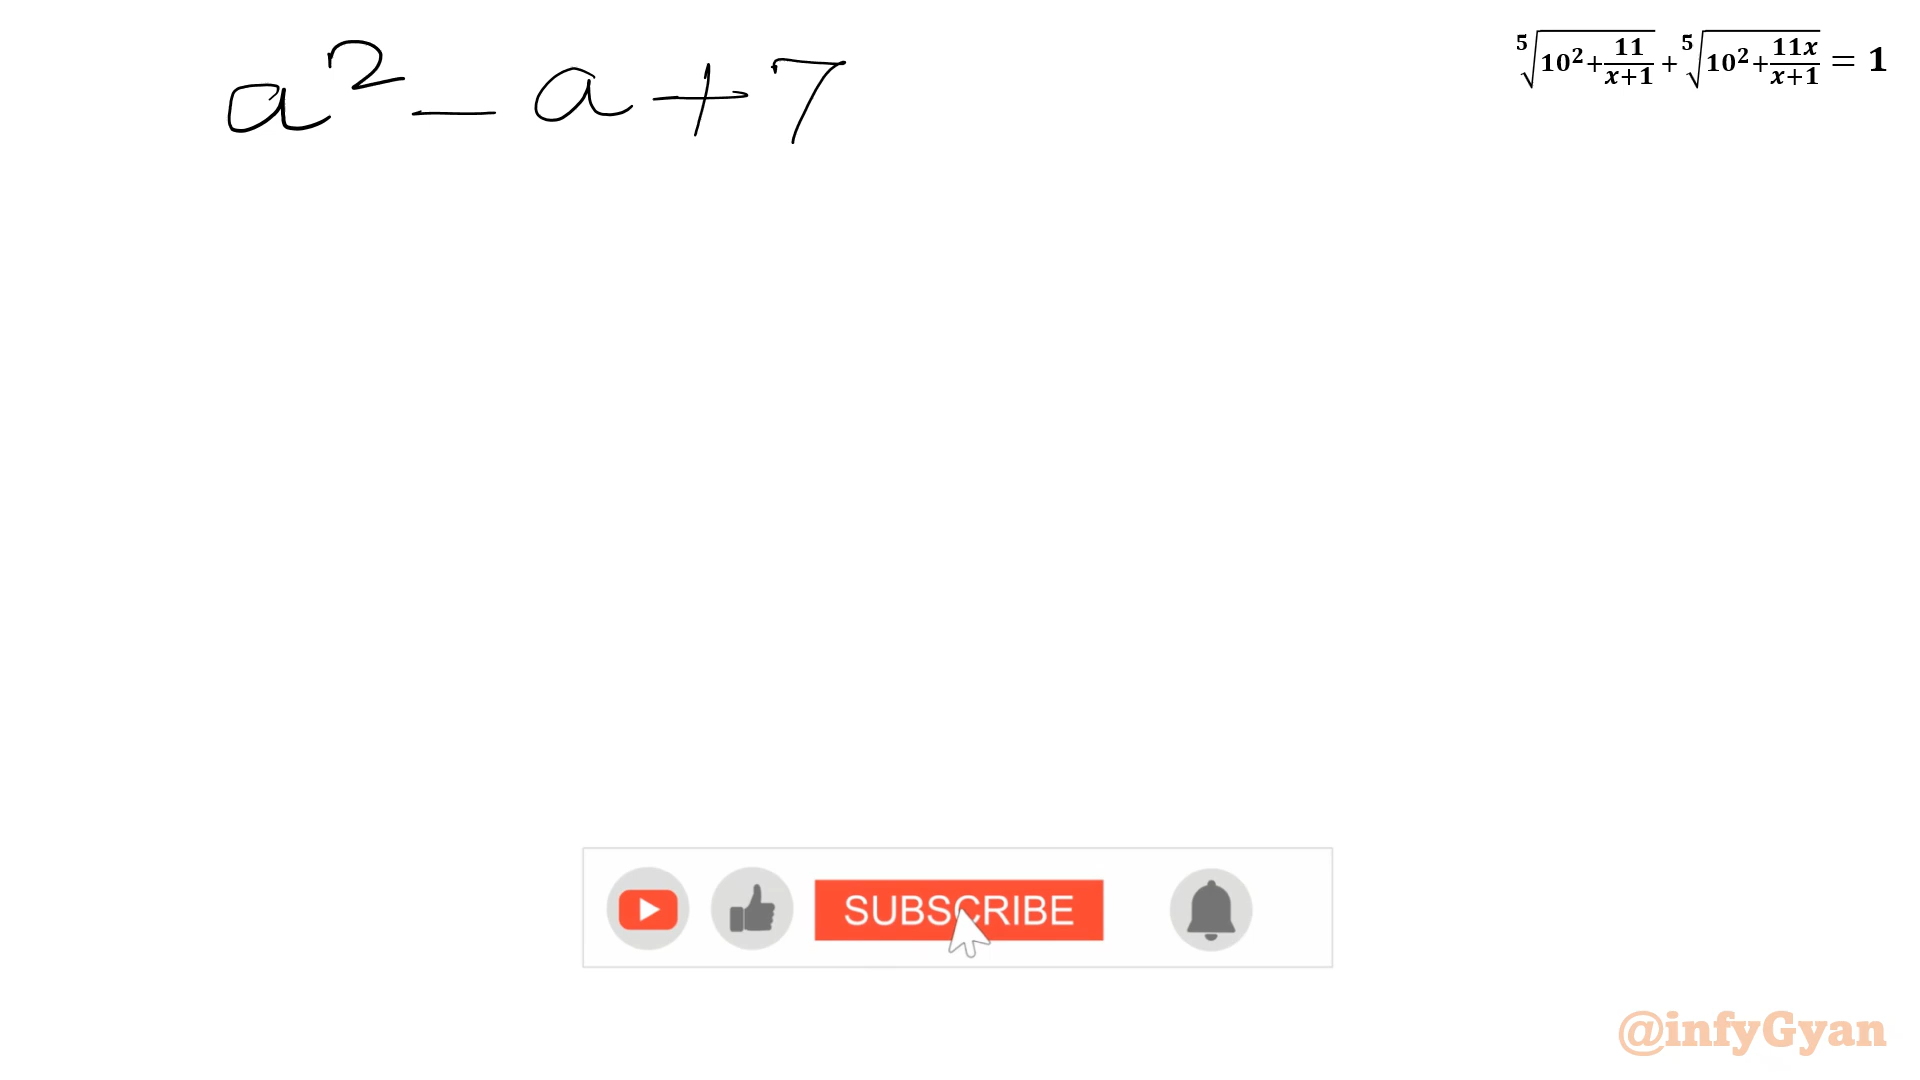 a² - a + 7
⁵√(10² + 11/(x+1)) + ⁵√(10² + 11x/(x+1)) = 1
SUBSCRIBE
@infyGyan